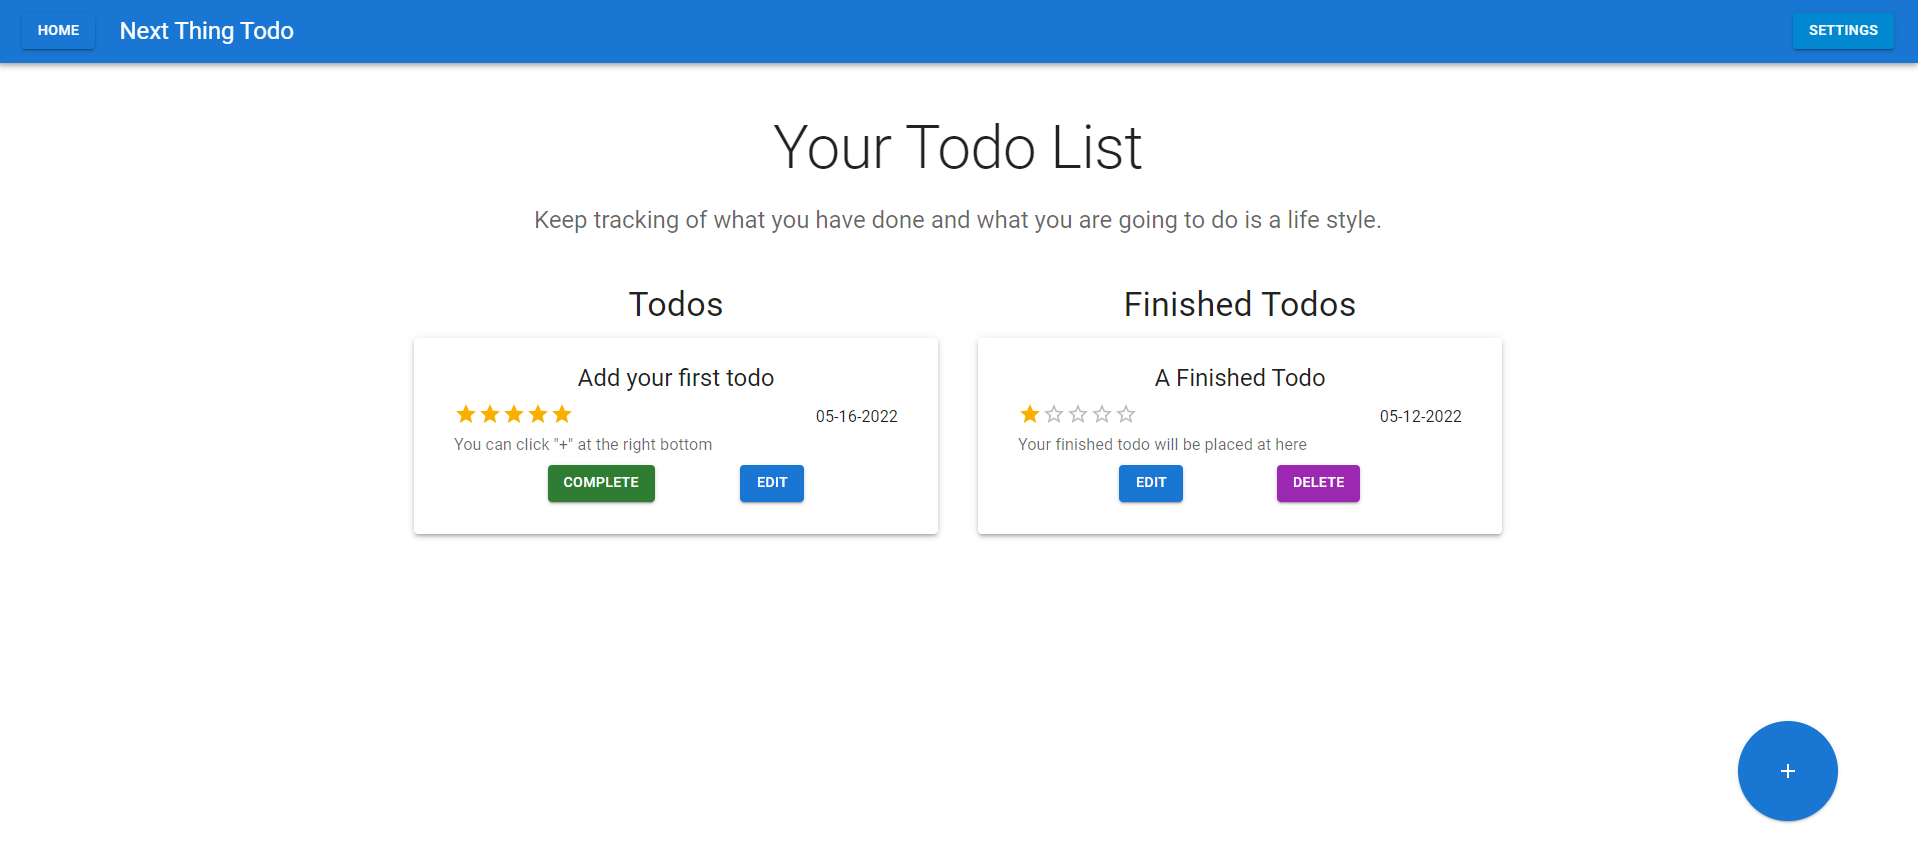 HOME Next Thing Todo SETTINGS
Your Todo List
Keep tracking of what you have done and what you are going to do is a life style.
Todos
Add your first todo
05-16-2022
You can click "+" at the right bottom
COMPLETE EDIT
Finished Todos
A Finished Todo
05-12-2022
Your finished todo will be placed at here
EDIT DELETE
+